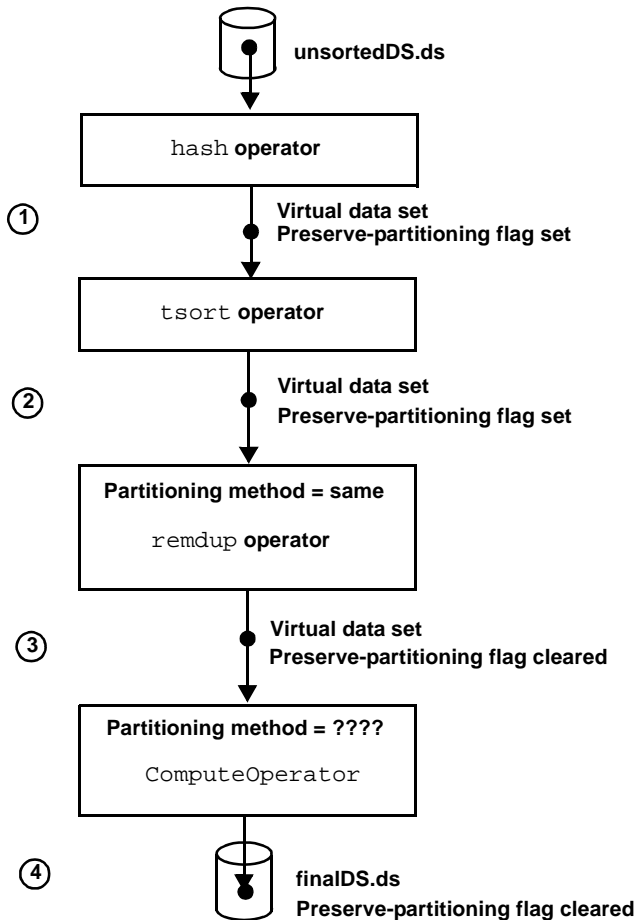 unsortedDS.ds
hash operator
1
Virtual data set
Preserve-partitioning flag set
tsort operator
2
Virtual data set
Preserve-partitioning flag set
Partitioning method = same
remdup operator
3
Virtual data set
Preserve-partitioning flag cleared
Partitioning method = ????
ComputeOperator
4
finalDS.ds
Preserve-partitioning flag cleared